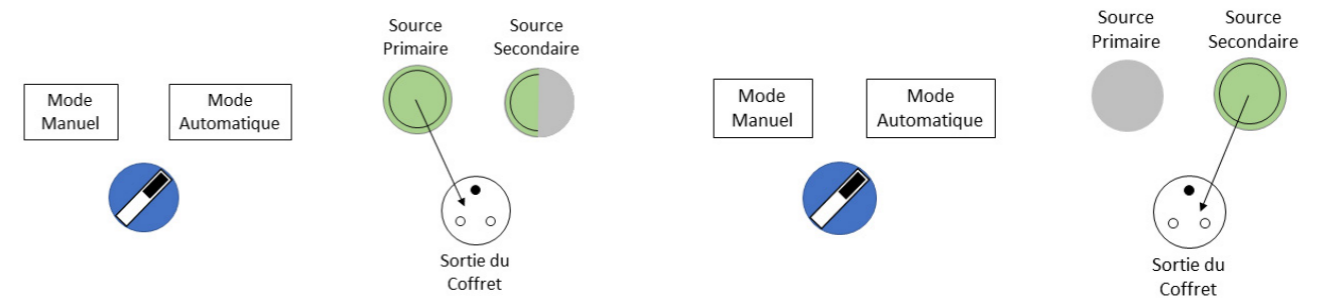 Source
Primaire
Source
Secondaire
Mode
Manuel
Mode
Automatique
Sortie du
Coffret
Source
Primaire
Source
Secondaire
Mode
Manuel
Mode
Automatique
Sortie du
Coffret